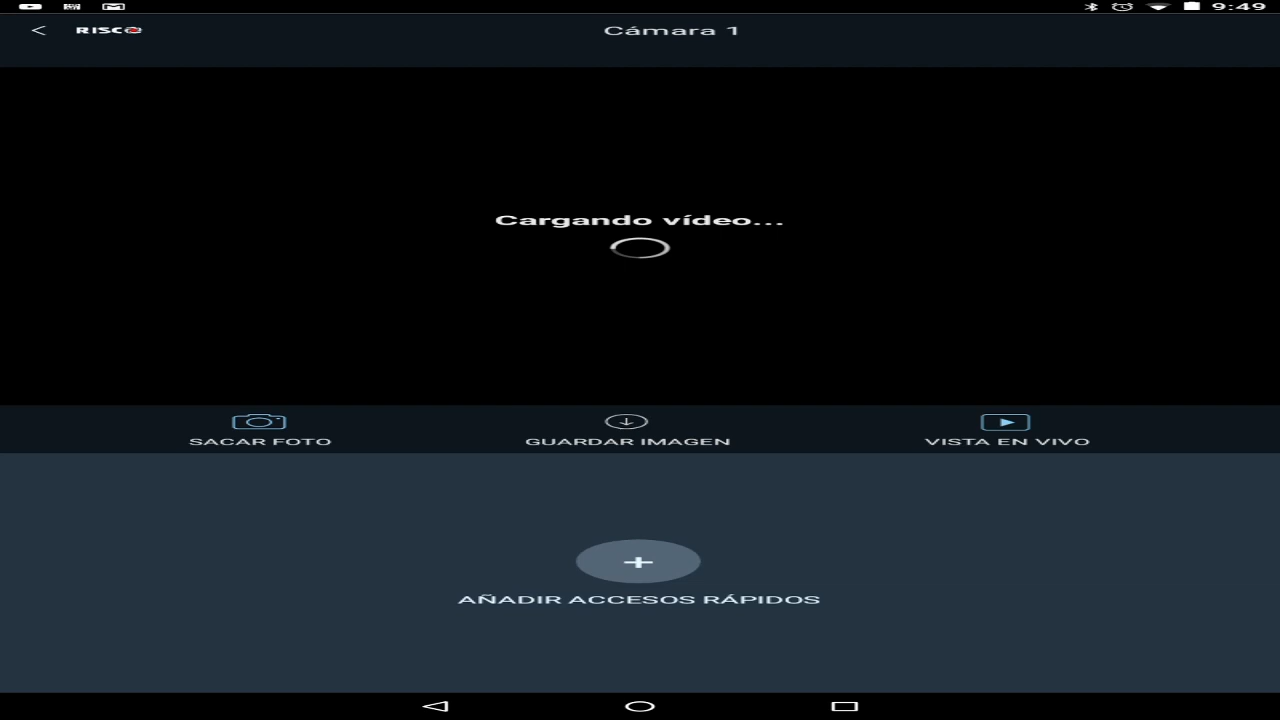 9:49
RISCO
Cámara 1
Cargando vídeo...
SACAR FOTO
GUARDAR IMAGEN
VISTA EN VIVO
AÑADIR ACCESOS RÁPIDOS